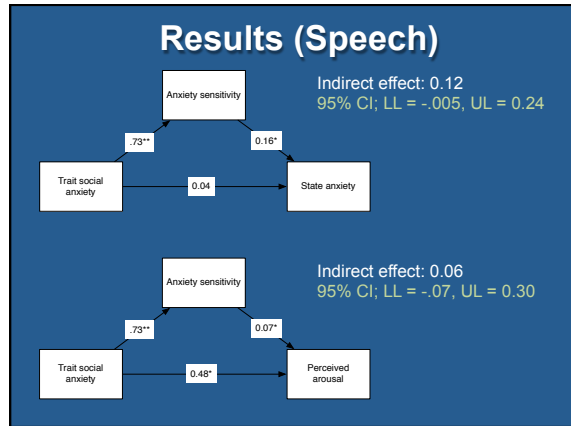 Results (Speech)
Anxiety sensitivity
Indirect effect: 0.12
95% CI; LL = -.005, UL = 0.24
.73**
0.16*
Trait social
anxiety
0.04
State anxiety
Anxiety sensitivity
Indirect effect: 0.06
95% CI; LL = -.07, UL = 0.30
.73**
0.07*
Trait social
anxiety
0.48*
Perceived
arousal